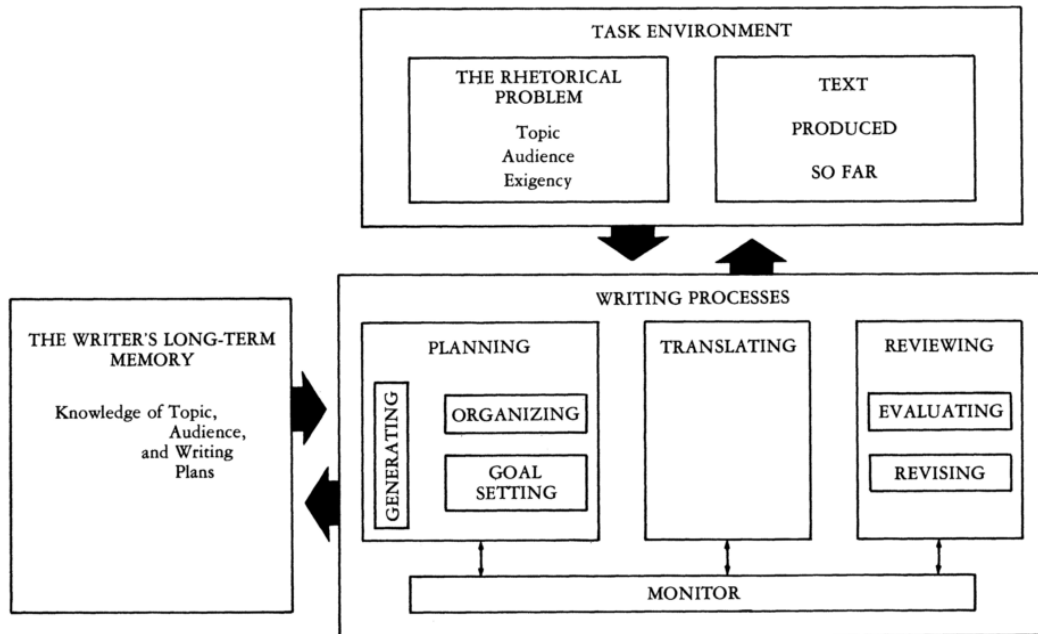 TASK ENVIRONMENT
THE RHETORICAL
PROBLEM
Topic
Audience
Exigency
TEXT
PRODUCED
SO FAR
THE WRITER'S LONG-TERM
MEMORY
Knowledge of Topic,
Audience,
and Writing
Plans
WRITING PROCESSES
PLANNING
GENERATING
ORGANIZING
GOAL
SETTING
TRANSLATING
REVIEWING
EVALUATING
REVISING
MONITOR